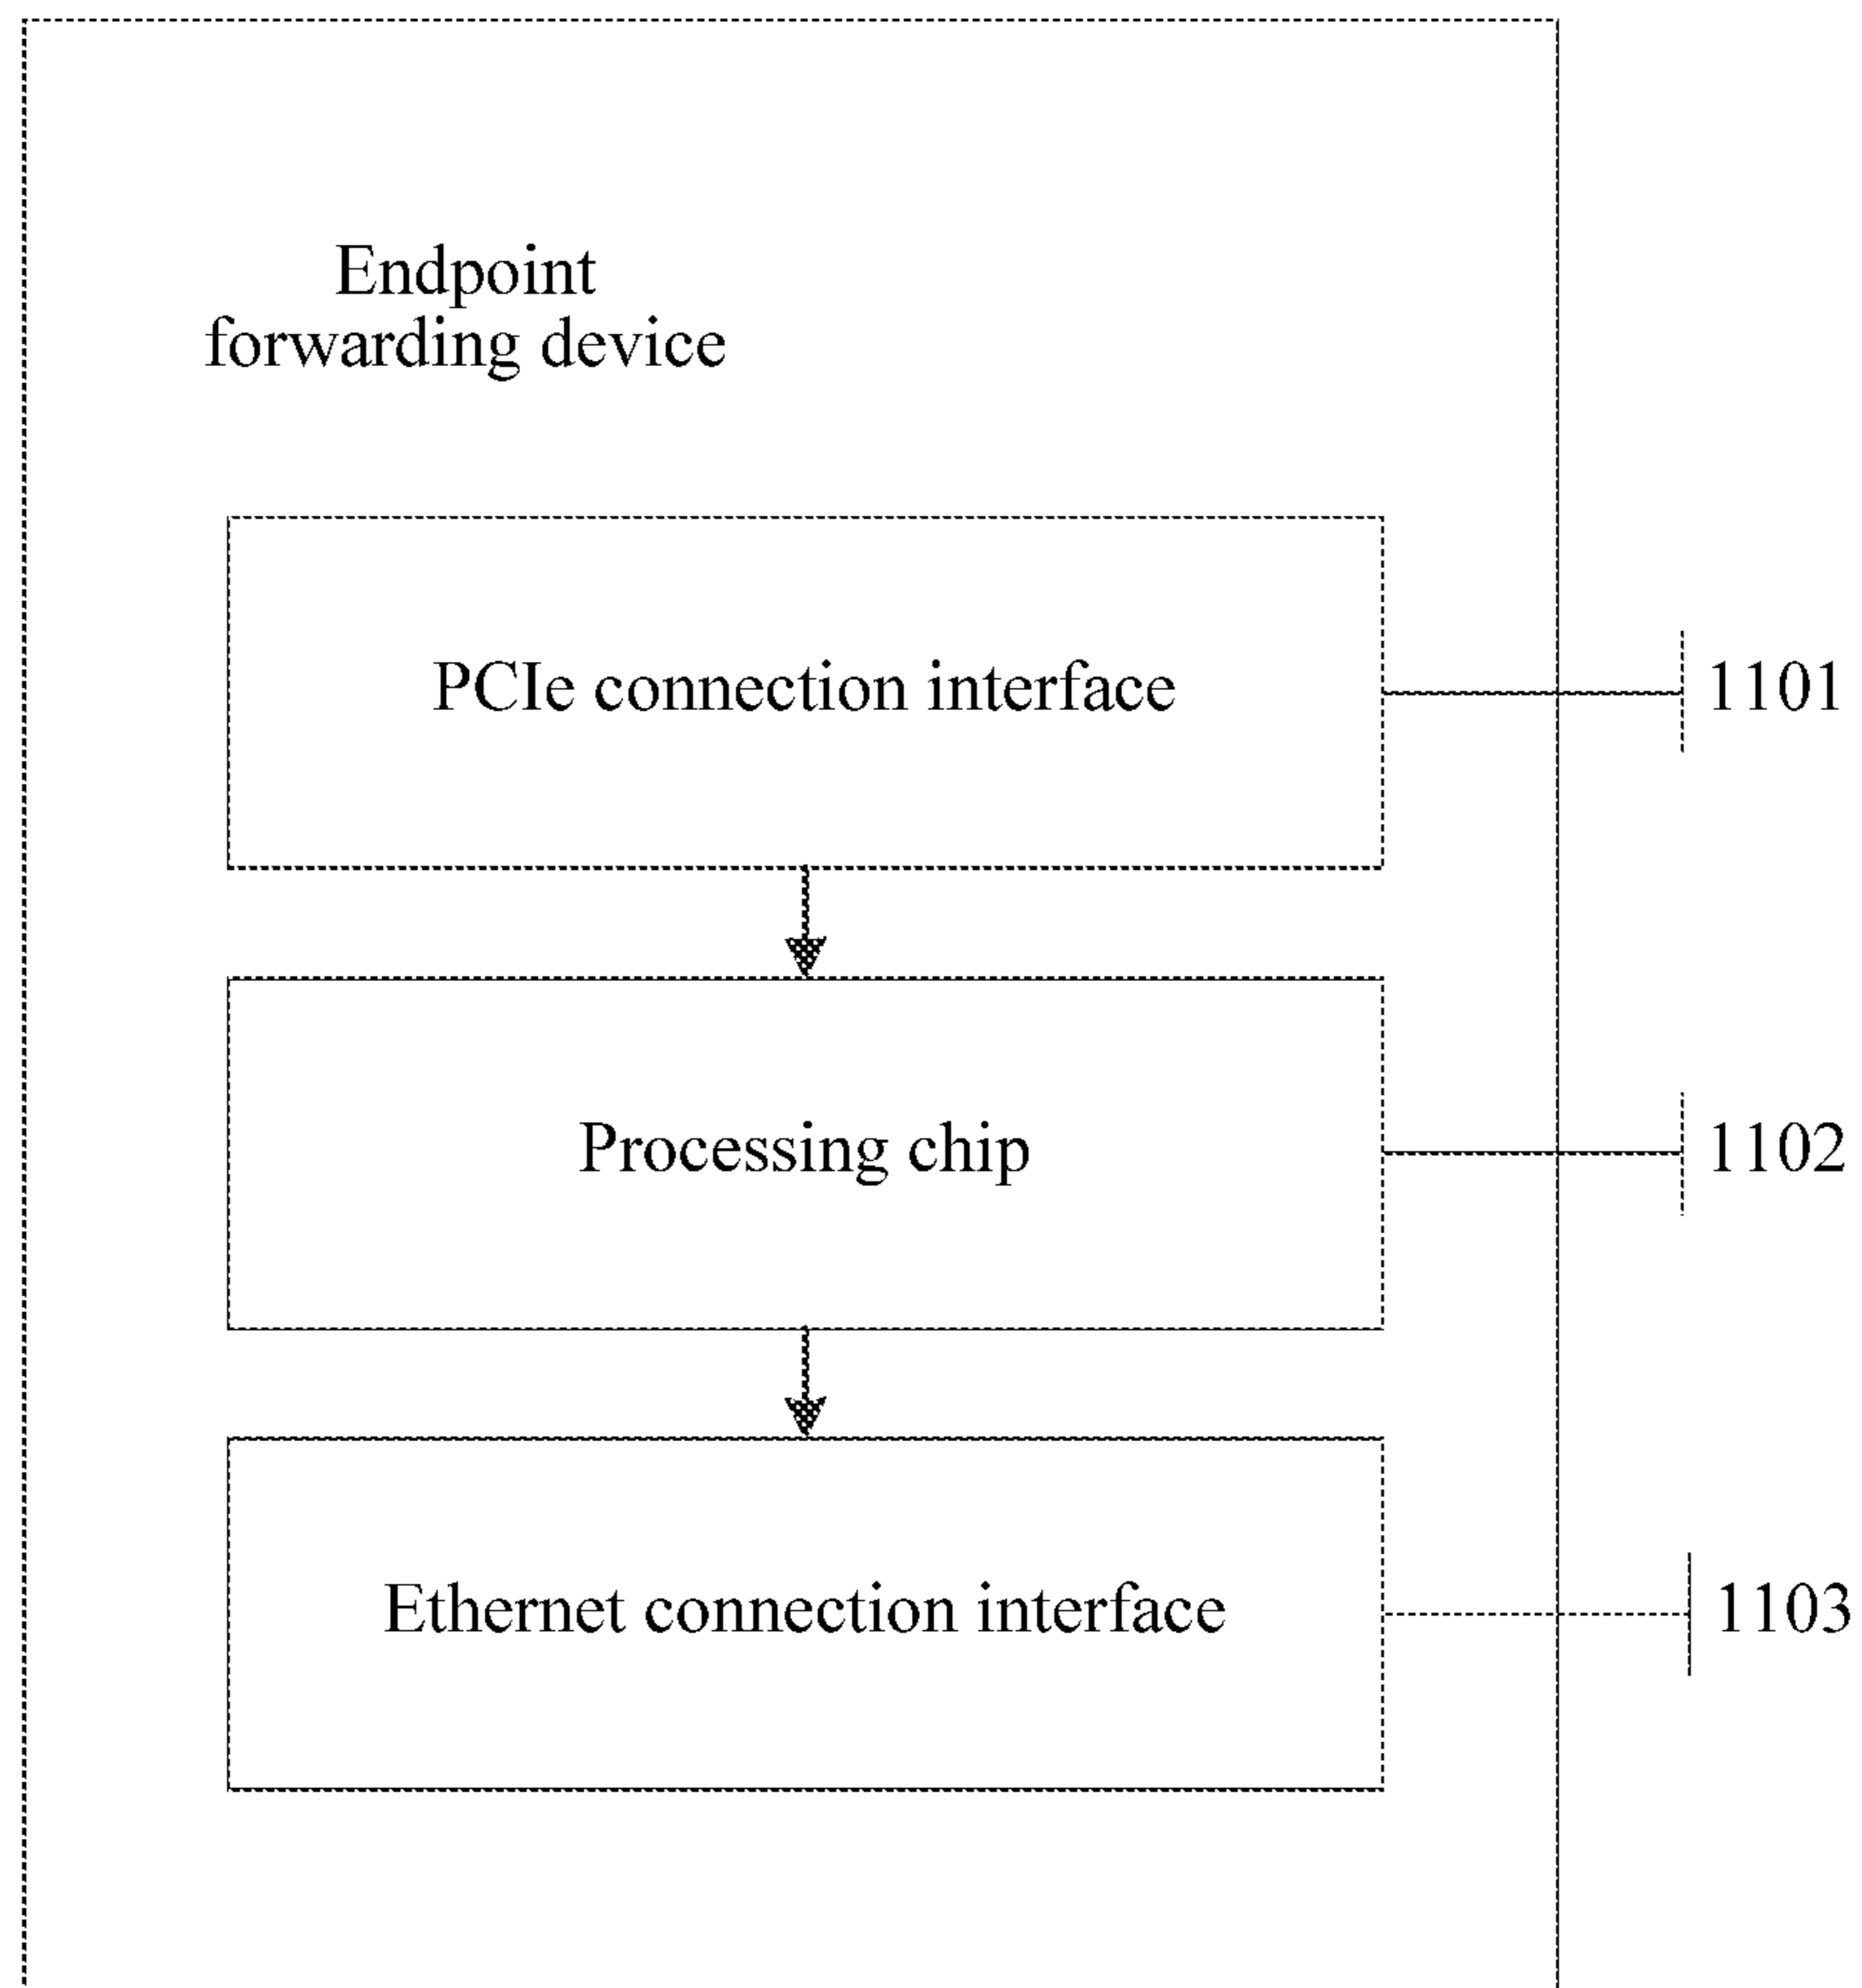 Endpoint
forwarding device
PCIe connection interface
1101
Processing chip
1102
Ethernet connection interface
1103